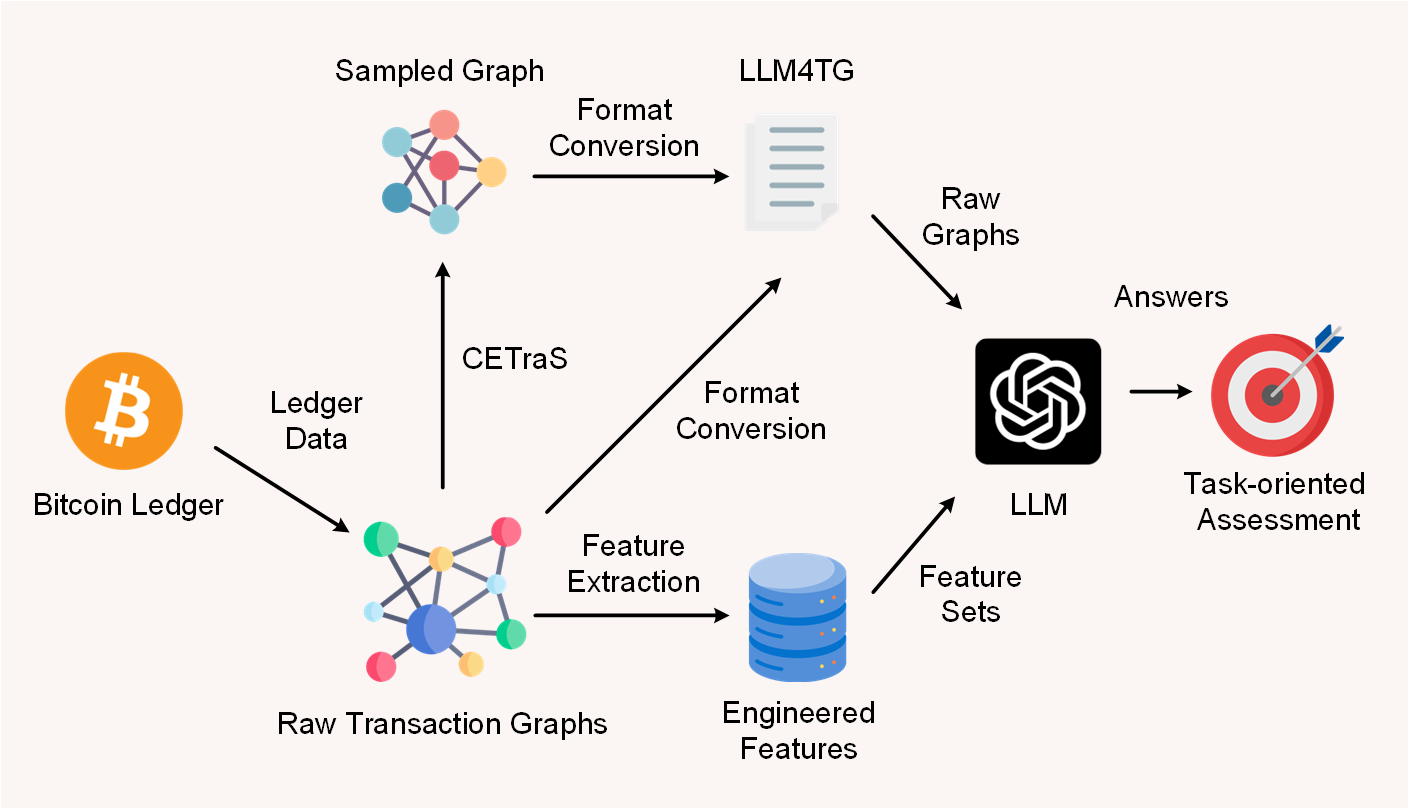 Sampled Graph
LLM4TG
Format
Conversion
Raw
Graphs
Answers
CETraS
Ledger
Data
Format
Conversion
Bitcoin Ledger
LLM
Task-oriented
Assessment
Feature
Extraction
Feature
Sets
Raw Transaction Graphs
Engineered
Features